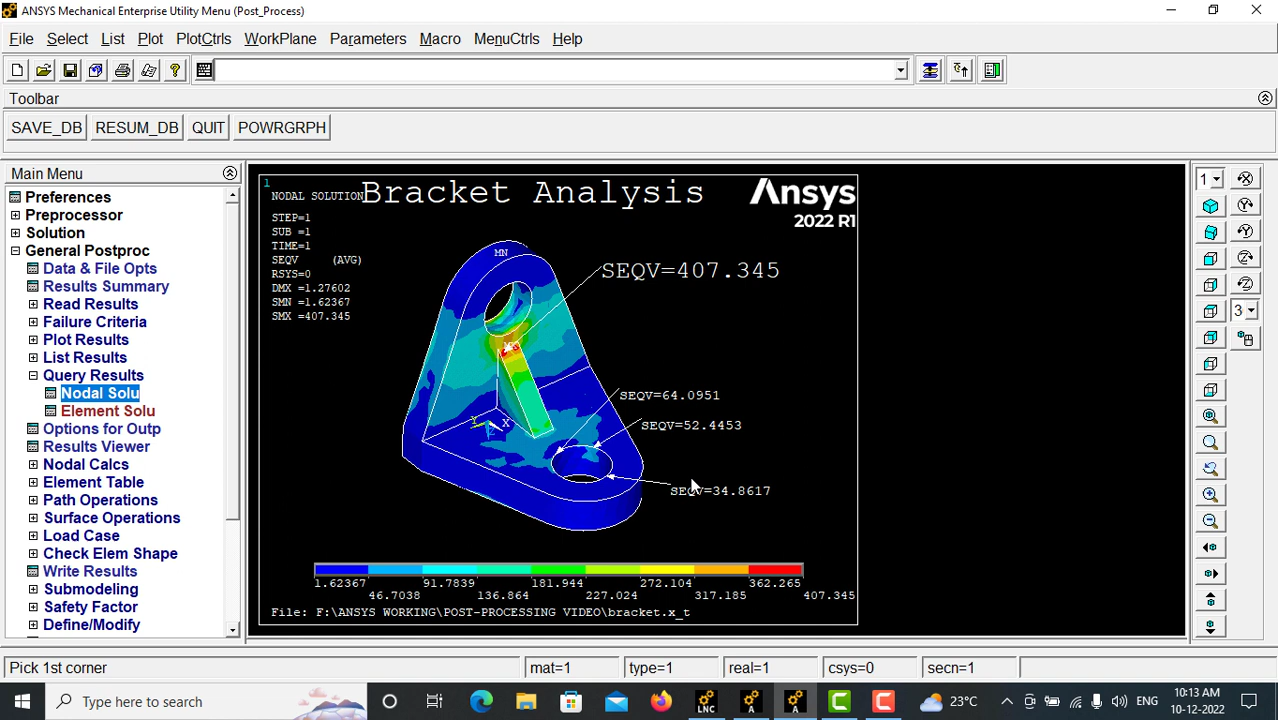 ANSYS Mechanical Enterprise Utility Menu (Post_Process)
File Select List Plot PlotCtrls WorkPlane Parameters Macro MenuCtrls Help
Toolbar
SAVE_DB RESUM_DB QUIT POWRGRPH
Main Menu
Preferences
Preprocessor
Solution
General Postproc
Data & File Opts
Results Summary
Read Results
Failure Criteria
Plot Results
List Results
Query Results
Nodal Solu
Element Solu
Options for Outp
Results Viewer
Nodal Calcs
Element Table
Path Operations
Surface Operations
Load Case
Check Elem Shape
Write Results
Submodeling
Safety Factor
Define/Modify
1
NODAL SOLUTION
Bracket Analysis
Ansys
2022 R1
STEP=1
SUB =1
TIME=1
SEQV (AVG)
RSYS=0
DMX =1.27602
SMN =1.62367
SMX =407.345
MN
SEQV=407.345
SEQV=64.0951
SEQV=52.4453
SEQV=34.8617
Y
Z
X
1.62367 91.7839 181.944 272.104 362.265
46.7038 136.864 227.024 317.185 407.345
File: F:\ANSYS WORKING\POST-PROCESSING VIDEO\bracket.x_t
1
3
Pick 1st corner mat=1 type=1 real=1 csys=0 secn=1
Type here to search
LNC
A
A
23°C
ENG
10:13 AM
10-12-2022